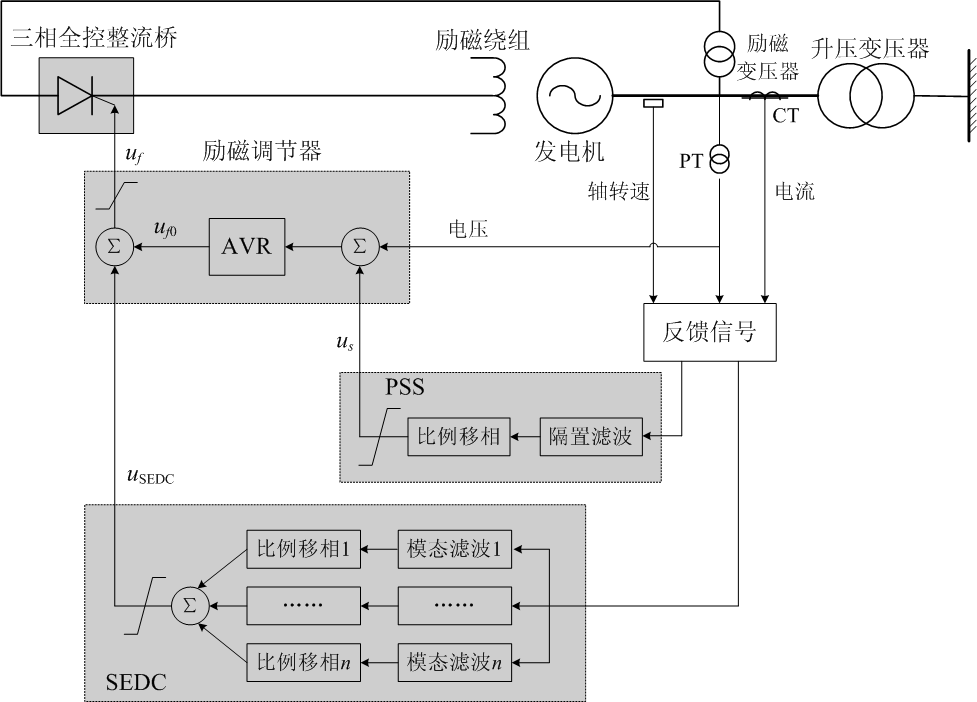 三相全控整流桥
励磁绕组
励磁
变压器
升压变压器
CT
发电机
PT
轴转速
电流
u_f
励磁调节器
Σ
u_f0
AVR
Σ
电压
反馈信号
u_s
PSS
比例移相
隔置滤波
u_SEDC
比例移相1
模态滤波1
Σ
……
……
比例移相n
模态滤波n
SEDC